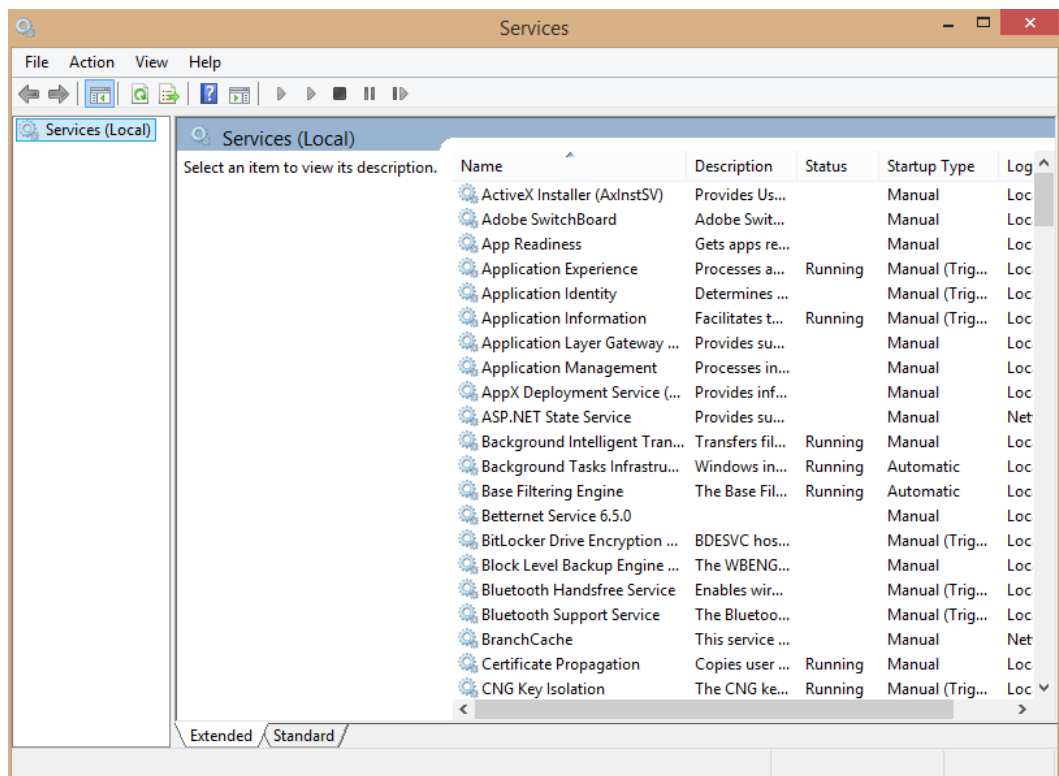 Services
File Action View Help
Services (Local)
Services (Local)
Select an item to view its description.
Name Description Status Startup Type Log
ActiveX Installer (AxInstSV) Provides Us... Manual Loc
Adobe SwitchBoard Adobe Swit... Manual Loc
App Readiness Gets apps re... Manual Loc
Application Experience Processes a... Running Manual (Trig... Loc
Application Identity Determines ... Manual (Trig... Loc
Application Information Facilitates t... Running Manual (Trig... Loc
Application Layer Gateway ... Provides su... Manual Loc
Application Management Processes in... Manual Loc
AppX Deployment Service (... Provides inf... Manual Loc
ASP.NET State Service Provides su... Manual Net
Background Intelligent Tran... Transfers fil... Running Manual Loc
Background Tasks Infrastru... Windows in... Running Automatic Loc
Base Filtering Engine The Base Fil... Running Automatic Loc
Betternet Service 6.5.0 Manual Loc
BitLocker Drive Encryption ... BDESVC hos... Manual (Trig... Loc
Block Level Backup Engine ... The WBENG... Manual Loc
Bluetooth Handsfree Service Enables wir... Manual (Trig... Loc
Bluetooth Support Service The Bluetoo... Manual (Trig... Loc
BranchCache This service ... Manual Net
Certificate Propagation Copies user ... Running Manual Loc
CNG Key Isolation The CNG ke... Running Manual (Trig... Loc
Extended Standard